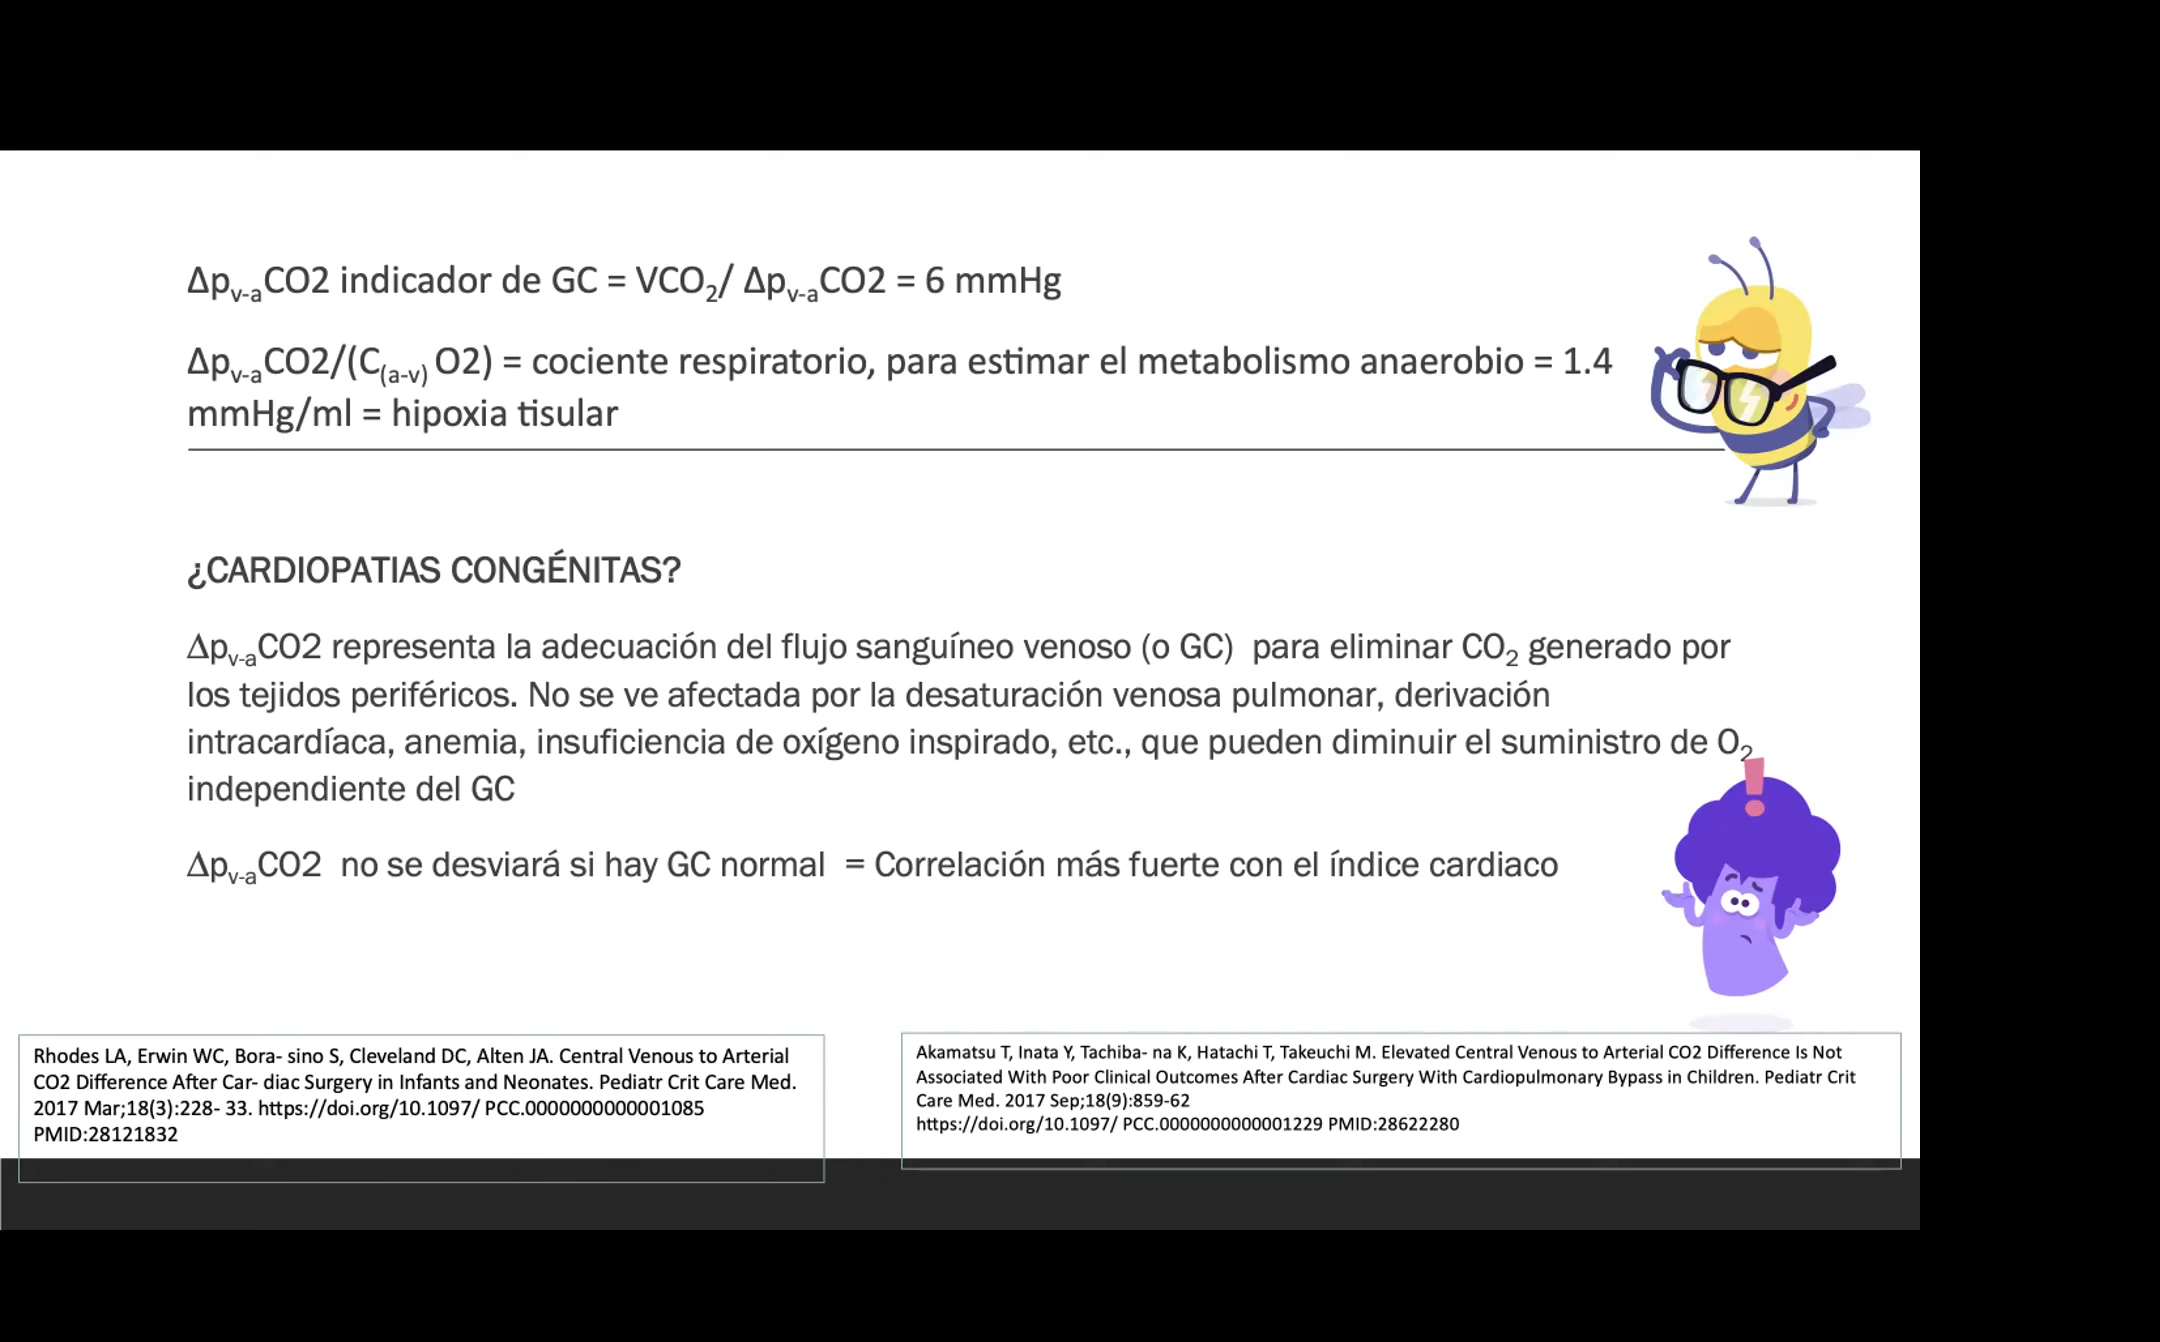 Δpv-aCO2 indicador de GC = VCO2/ Δpv-aCO2 = 6 mmHg
Δpv-aCO2/(C(a-v) O2) = cociente respiratorio, para estimar el metabolismo anaerobio = 1.4
mmHg/ml = hipoxia tisular
¿CARDIOPATIAS CONGÉNITAS?
Δpv-aCO2 representa la adecuación del flujo sanguíneo venoso (o GC) para eliminar CO2 generado por
los tejidos periféricos. No se ve afectada por la desaturación venosa pulmonar, derivación
intracardíaca, anemia, insuficiencia de oxígeno inspirado, etc., que pueden diminuir el suministro de O2
independiente del GC
Δpv-aCO2 no se desviará si hay GC normal = Correlación más fuerte con el índice cardiaco
Rhodes LA, Erwin WC, Bora- sino S, Cleveland DC, Alten JA. Central Venous to Arterial
CO2 Difference After Car- diac Surgery in Infants and Neonates. Pediatr Crit Care Med.
2017 Mar;18(3):228- 33. https://doi.org/10.1097/ PCC.0000000000001085
PMID:28121832
Akamatsu T, Inata Y, Tachiba- na K, Hatachi T, Takeuchi M. Elevated Central Venous to Arterial CO2 Difference Is Not
Associated With Poor Clinical Outcomes After Cardiac Surgery With Cardiopulmonary Bypass in Children. Pediatr Crit
Care Med. 2017 Sep;18(9):859-62
https://doi.org/10.1097/ PCC.0000000000001229 PMID:28622280